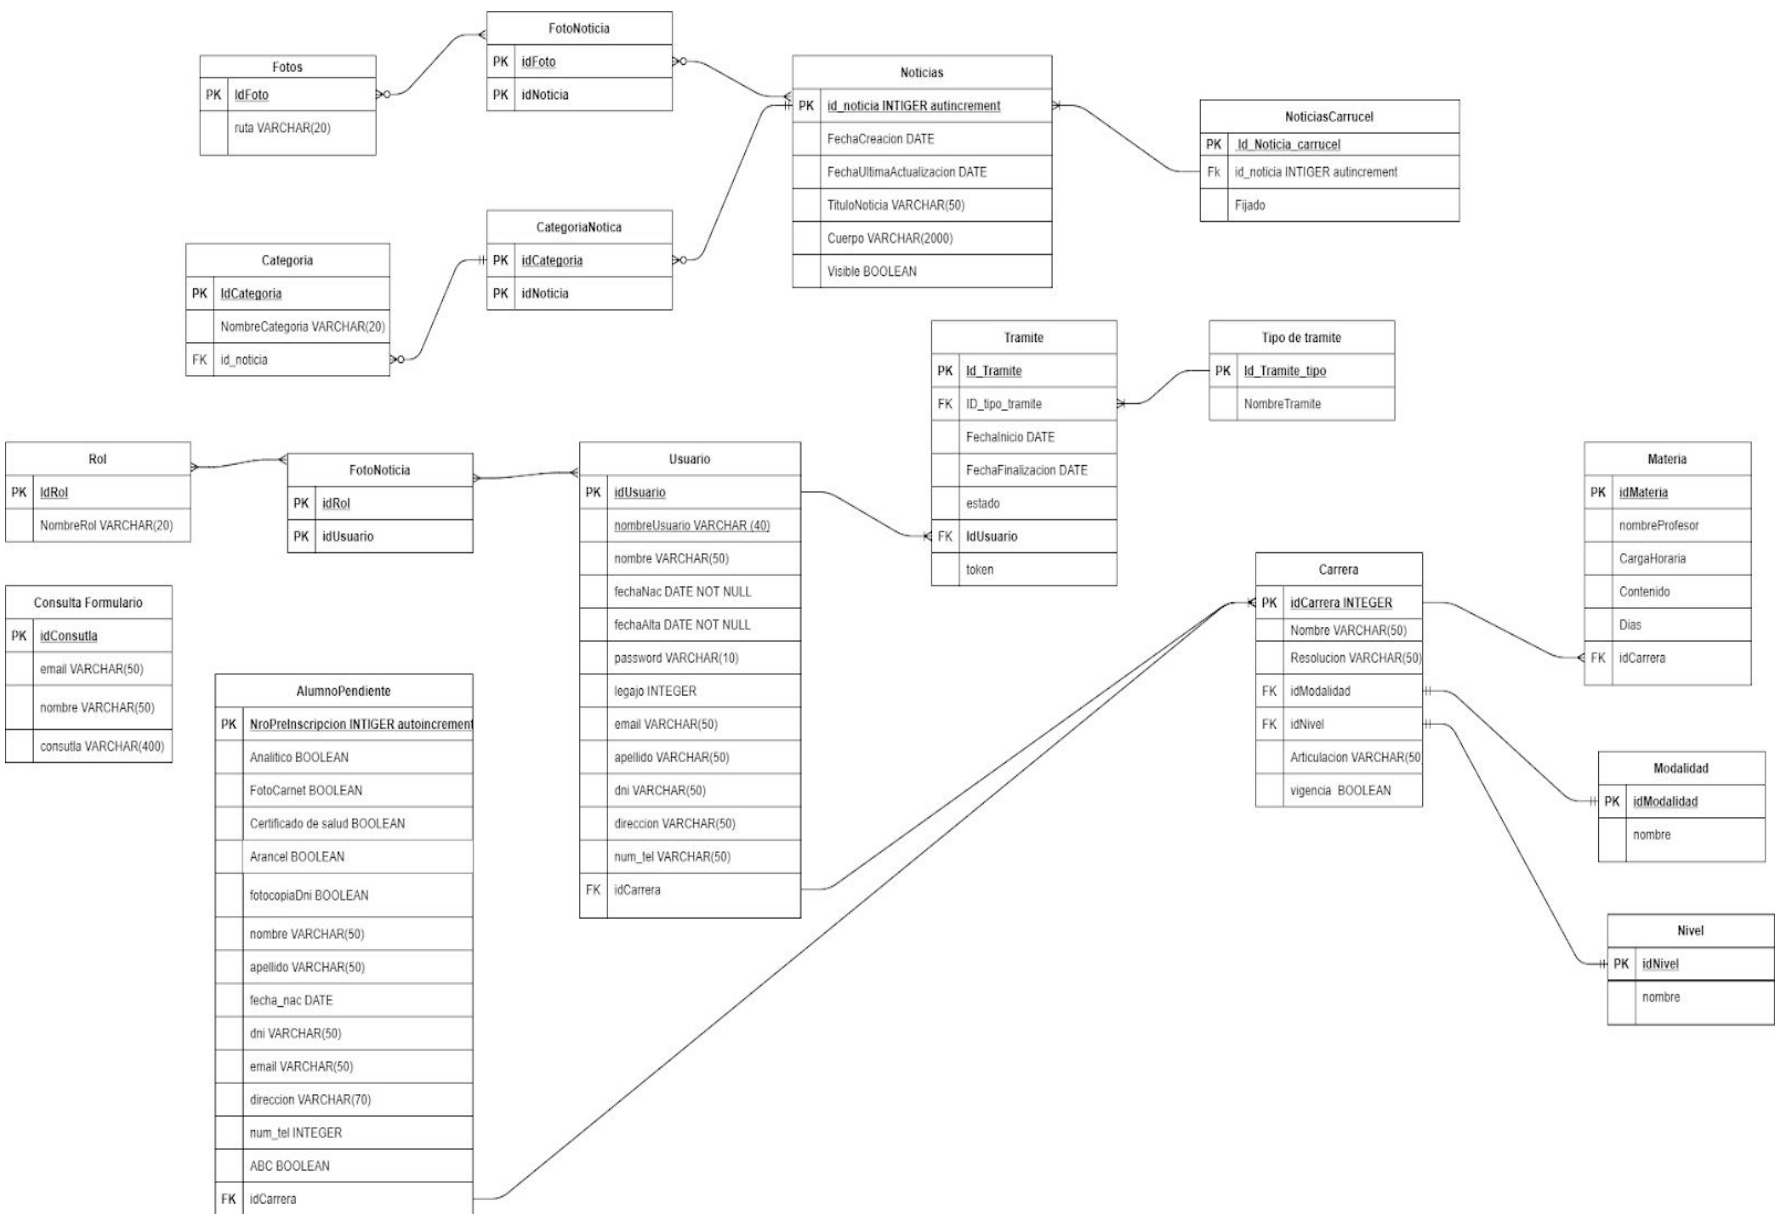 FotoNoticia
PK idFoto
PK idNoticia
Fotos
PK IdFoto
ruta VARCHAR(20)
Noticias
PK id_noticia INTIGER autincrement
FechaCreacion DATE
FechaUltimaActualizacion DATE
TituloNoticia VARCHAR(50)
Cuerpo VARCHAR(2000)
Visible BOOLEAN
NoticiasCarrucel
PK Id_Noticia_carrucel
Fk id_noticia INTIGER autincrement
Fijado
CategoriaNotica
PK idCategoria
PK idNoticia
Categoria
PK IdCategoria
NombreCategoria VARCHAR(20)
FK id_noticia
Tramite
PK Id_Tramite
FK ID_tipo_tramite
FechaInicio DATE
FechaFinalizacion DATE
estado
FK IdUsuario
token
Tipo de tramite
PK Id_Tramite_tipo
NombreTramite
Rol
PK IdRol
NombreRol VARCHAR(20)
FotoNoticia
PK idRol
PK idUsuario
Usuario
PK idUsuario
nombreUsuario VARCHAR (40)
nombre VARCHAR(50)
fechaNac DATE NOT NULL
fechaAlta DATE NOT NULL
password VARCHAR(10)
legajo INTEGER
email VARCHAR(50)
apellido VARCHAR(50)
dni VARCHAR(50)
direccion VARCHAR(50)
num_tel VARCHAR(50)
FK idCarrera
Materia
PK idMateria
nombreProfesor
CargaHoraria
Contenido
Dias
FK idCarrera
Carrera
PK idCarrera INTEGER
Nombre VARCHAR(50)
Resolucion VARCHAR(50)
FK idModalidad
FK idNivel
Articulacion VARCHAR(50
vigencia BOOLEAN
Consulta Formulario
PK idConsutla
email VARCHAR(50)
nombre VARCHAR(50)
consutla VARCHAR(400)
AlumnoPendiente
PK NroPreInscripcion INTIGER autoincrement
Analitico BOOLEAN
FotoCarnet BOOLEAN
Certificado de salud BOOLEAN
Arancel BOOLEAN
fotocopiaDni BOOLEAN
nombre VARCHAR(50)
apellido VARCHAR(50)
fecha_nac DATE
dni VARCHAR(50)
email VARCHAR(50)
direccion VARCHAR(70)
num_tel INTEGER
ABC BOOLEAN
FK idCarrera
Modalidad
PK idModalidad
nombre
Nivel
PK idNivel
nombre